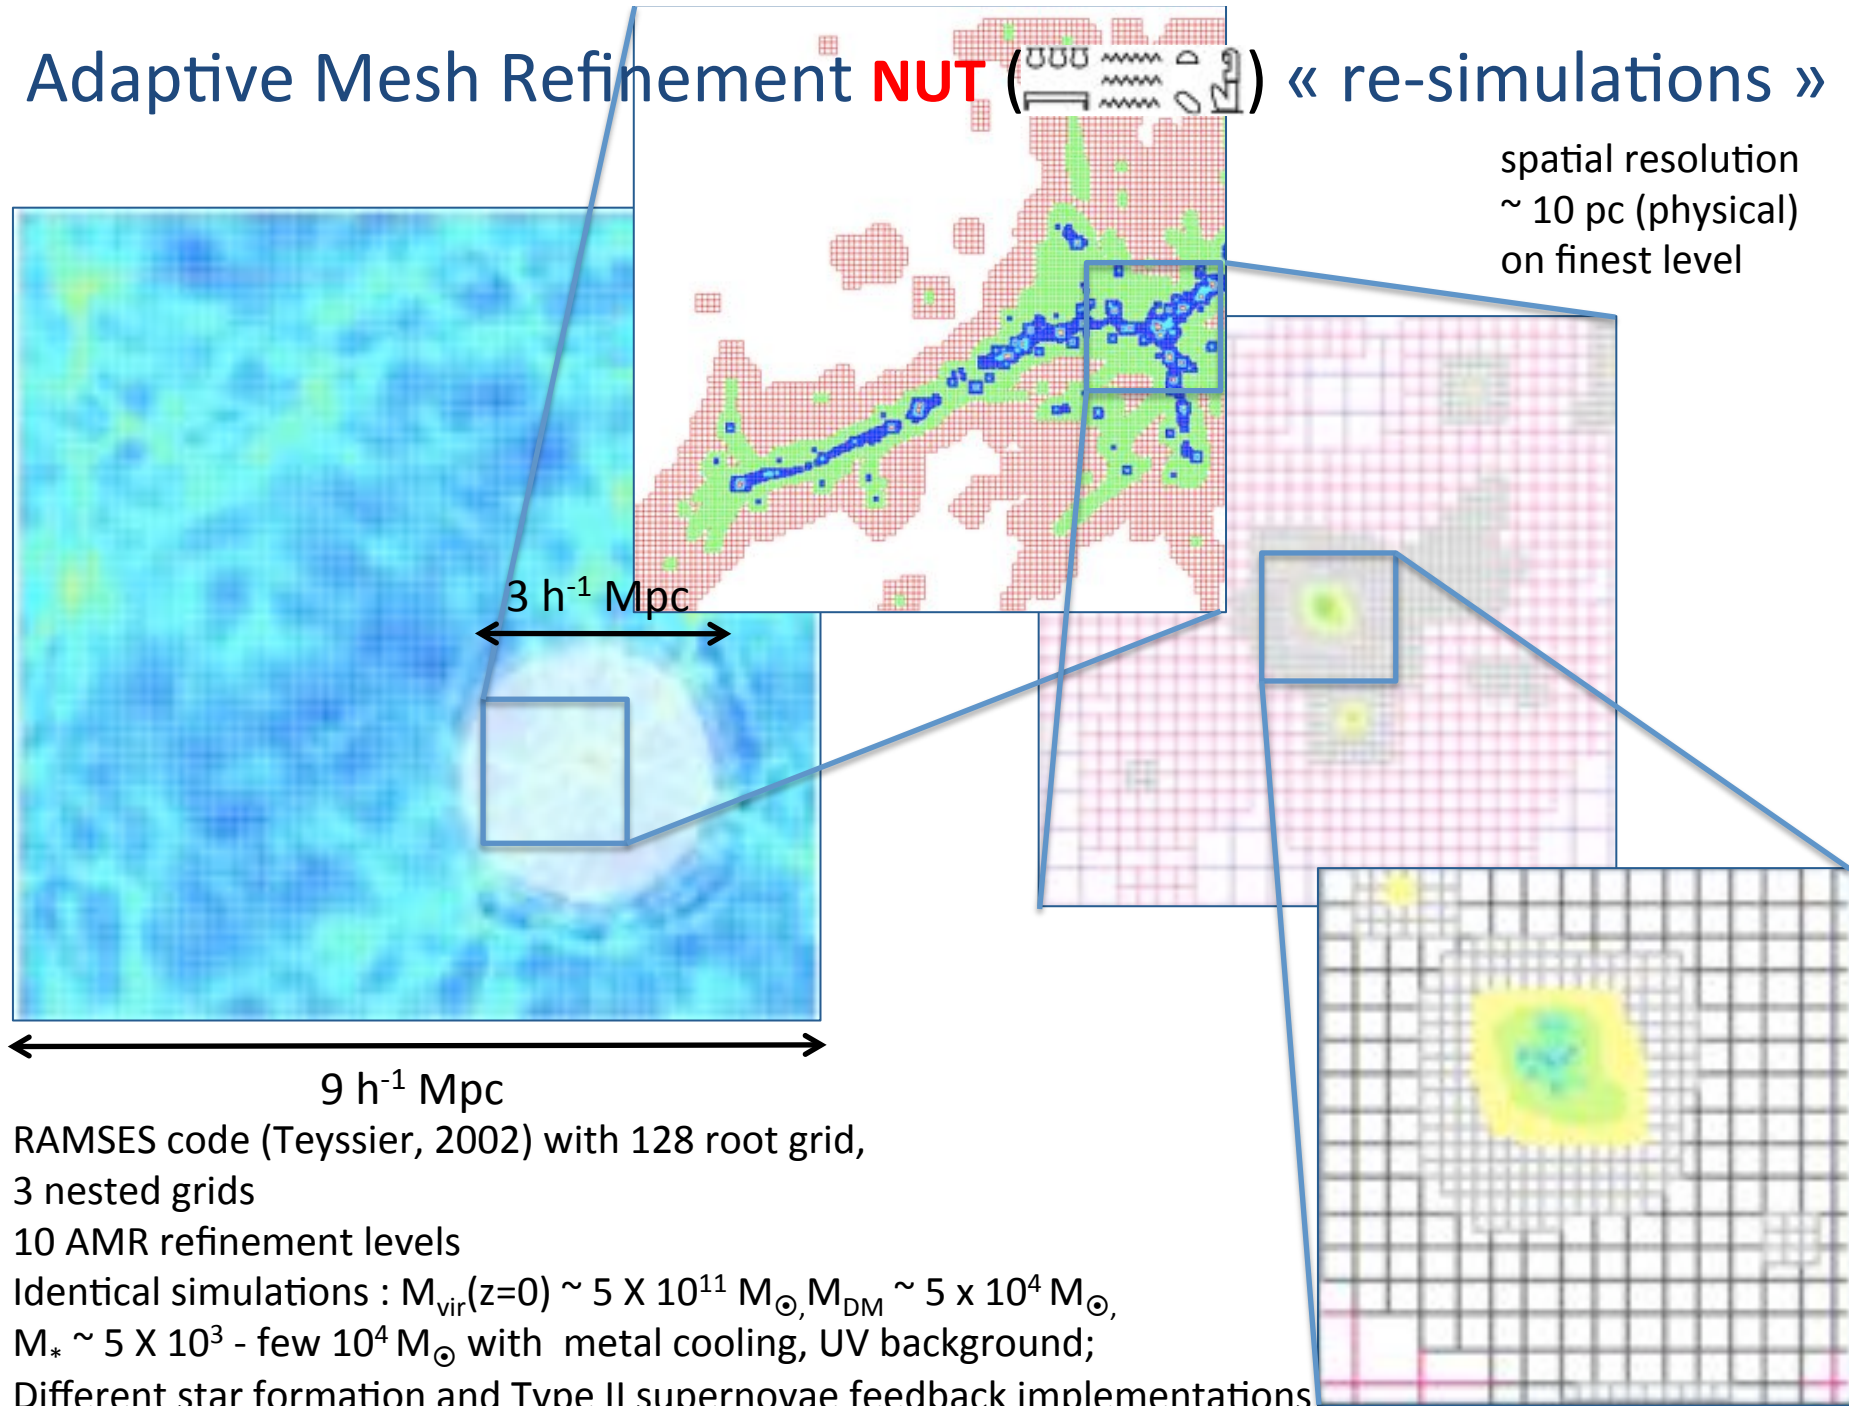 Adaptive Mesh Refinement NUT ( ) « re-simulations »
spatial resolution
~ 10 pc (physical)
on finest level
3 h⁻¹ Mpc
9 h⁻¹ Mpc
RAMSES code (Teyssier, 2002) with 128 root grid,
3 nested grids
10 AMR refinement levels
Identical simulations : Mvir(z=0) ~ 5 X 10¹¹ M☉, MDM ~ 5 x 10⁴ M☉,
M* ~ 5 X 10³ - few 10⁴ M☉ with metal cooling, UV background;
Different star formation and Type II supernovae feedback implementations